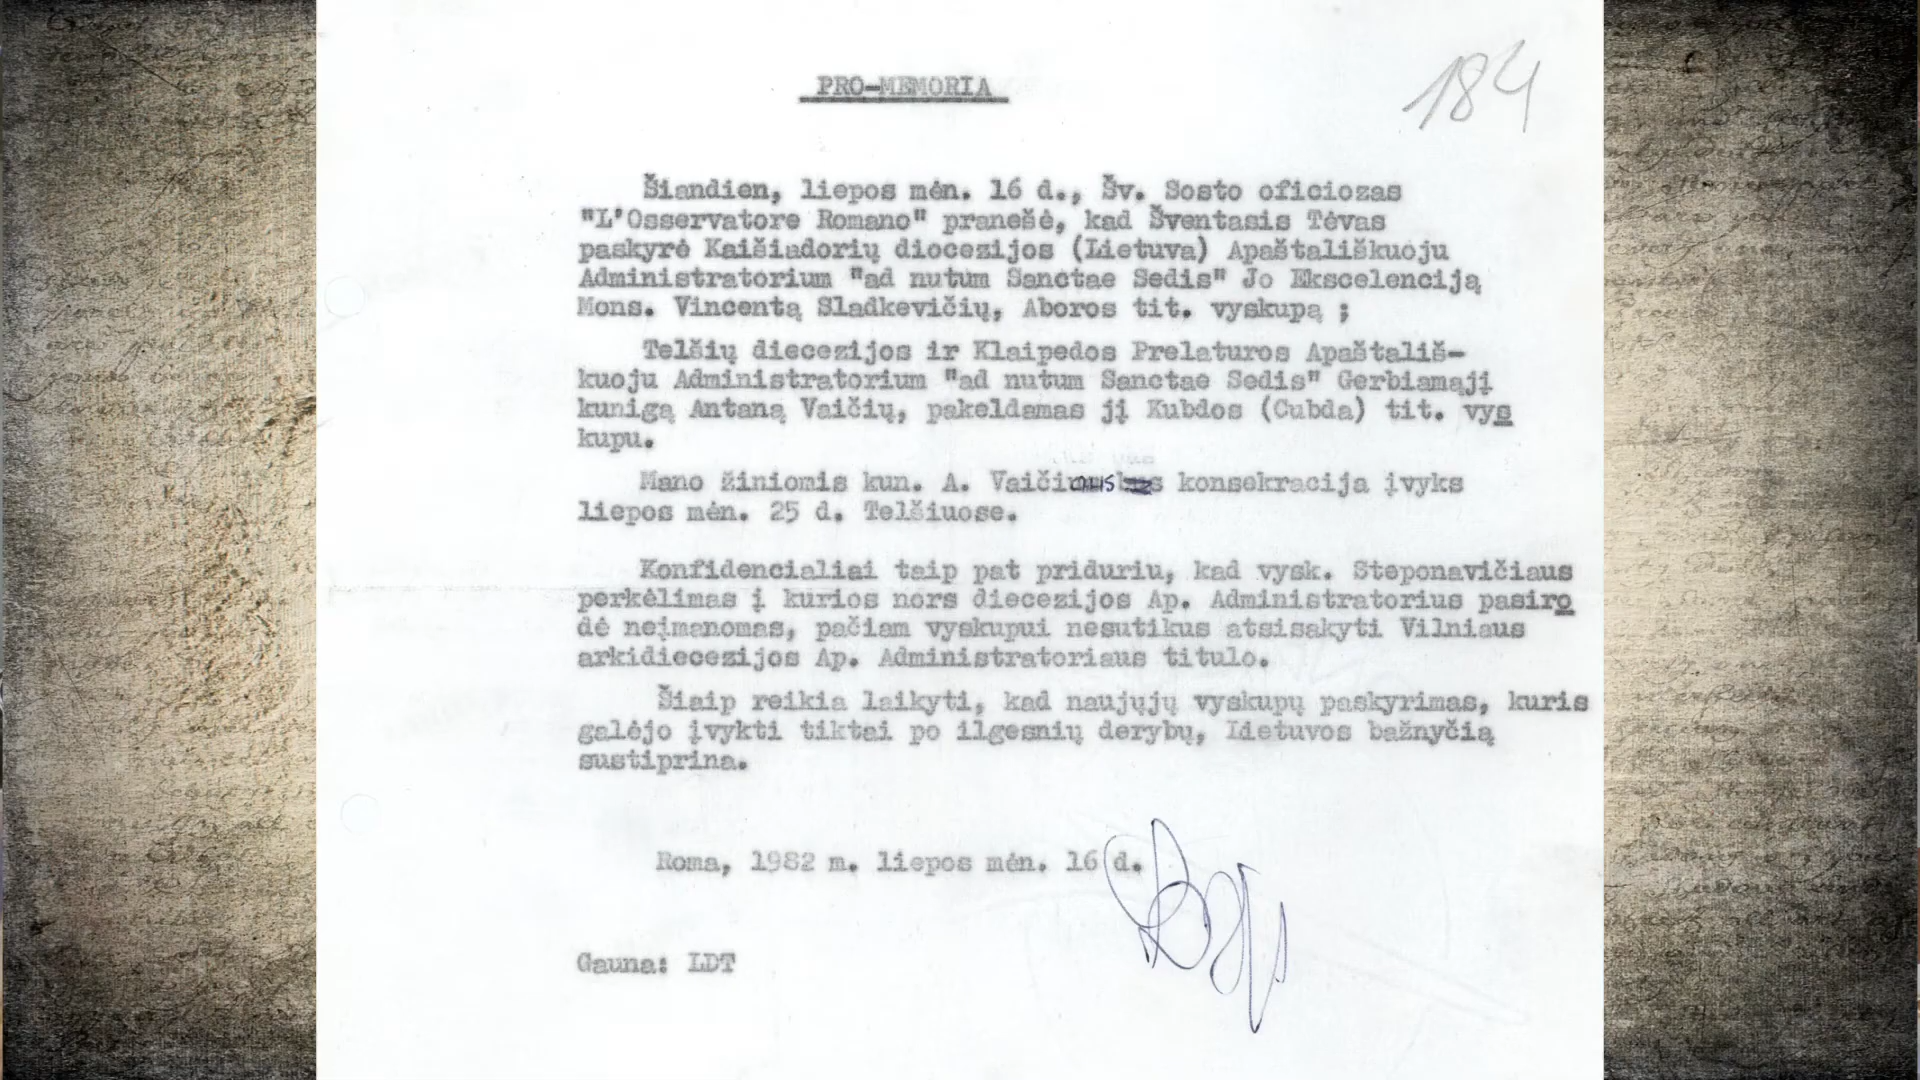 184
PRO-MEMORIA
Šiandien, liepos mėn. 16 d., Šv. Sosto oficiozas
"L'Osservatore Romano" pranešė, kad Šventasis Tėvas
paskyrė Kaišiadorių diocezijos (Lietuva) Apaštališkuoju
Administratorium "ad nutum Sanctae Sedis" Jo Ekscelenciją
Mons. Vincentą Sladkevičių, Aboros tit. vyskupą ;
Telšių diecezijos ir Klaipedos Prelaturos Apaštališ-
kuoju Administratorium "ad nutum Sanctae Sedis" Gerbiamąjį
kunigą Antaną Vaičių, pakeldamas jį Kubdos (Cubda) tit. vys
kupu.
Mano žiniomis kun. A. Vaičiaus konsekracija įvyks
liepos mėn. 25 d. Telšiuose.
Konfidencialiai taip pat priduriu, kad vysk. Steponavičiaus
perkėlimas į kurios nors diecezijos Ap. Administratorius pasiro
dė neįmanomas, pačiam vyskupui nesutikus atsisakyti Vilniaus
arkidiecezijos Ap. Administratoriaus titulo.
Šiaip reikia laikyti, kad naujųjų vyskupų paskyrimas, kuris
galėjo įvykti tiktai po ilgesnių derybų, Lietuvos bažnyčią
sustiprina.
Roma, 1982 m. liepos mėn. 16 d.
Gauna: LDT